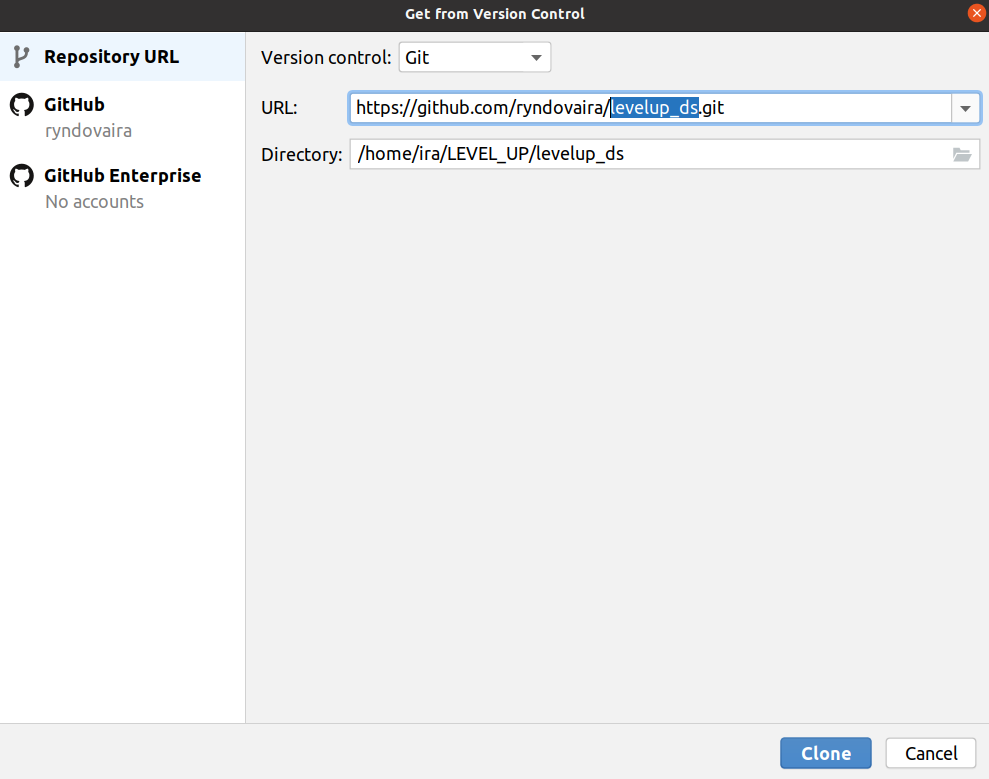 Get from Version Control
Repository URL
GitHub
ryndovaira
GitHub Enterprise
No accounts
Version control: Git
URL: https://github.com/ryndovaira/levelup_ds.git
Directory: /home/ira/LEVEL_UP/levelup_ds
Clone Cancel